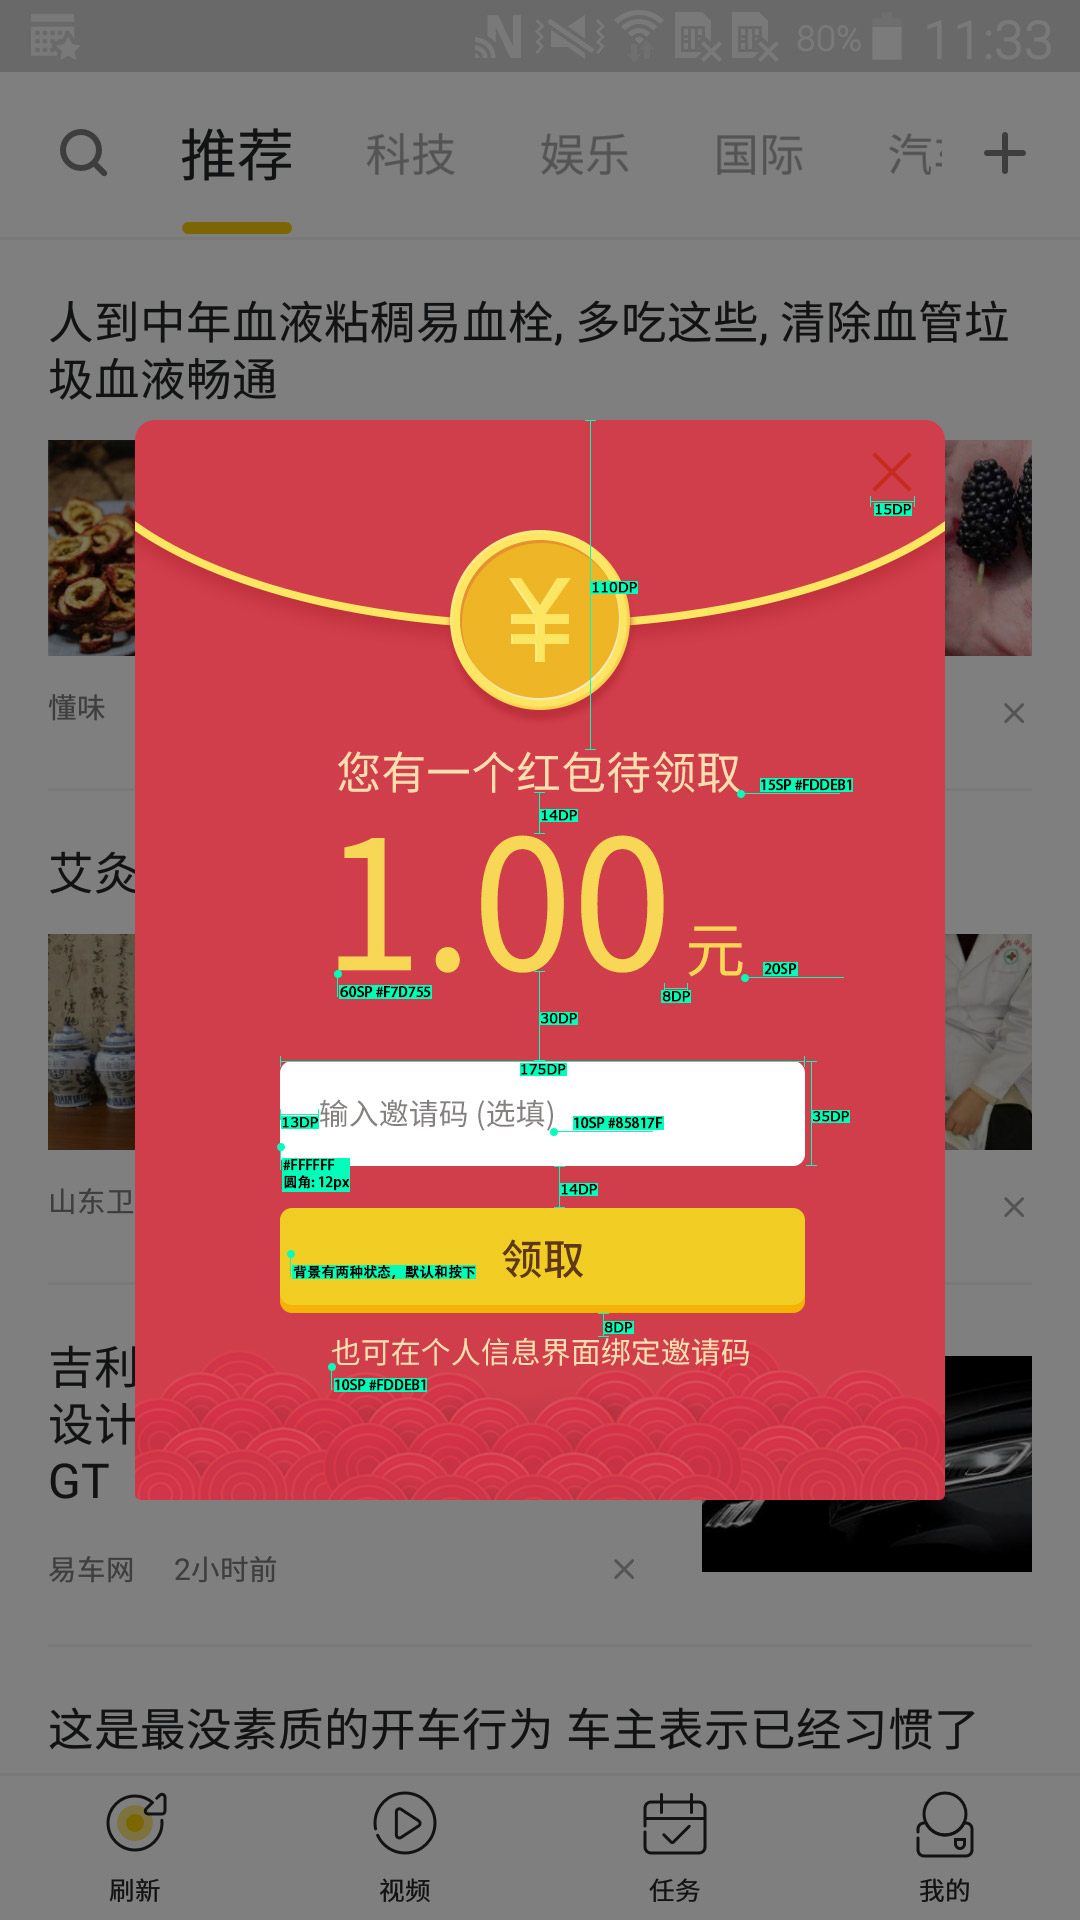 80% 11:33
推荐 科技 娱乐 国际 汽
人到中年血液粘稠易血栓, 多吃这些, 清除血管垃
圾血液畅通
15DP
110DP
¥
懂味
您有一个红包待领取
15SP #FDDEB1
14DP
艾灸
1.00 元
20SP
60SP #F7D755
8DP
30DP
175DP
输入邀请码 (选填)
13DP
10SP #85817F
35DP
#FFFFFF
圆角: 12px
14DP
山东卫
领取
背景有两种状态，默认和按下
8DP
也可在个人信息界面绑定邀请码
10SP #FDDEB1
吉利
设计
GT
易车网 2小时前
这是最没素质的开车行为 车主表示已经习惯了
刷新 视频 任务 我的